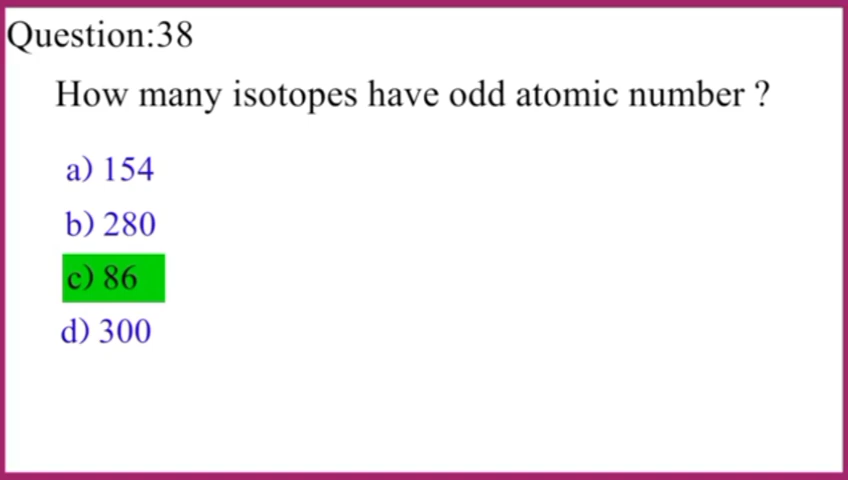 Question:38
How many isotopes have odd atomic number ?
a) 154
b) 280
c) 86
d) 300